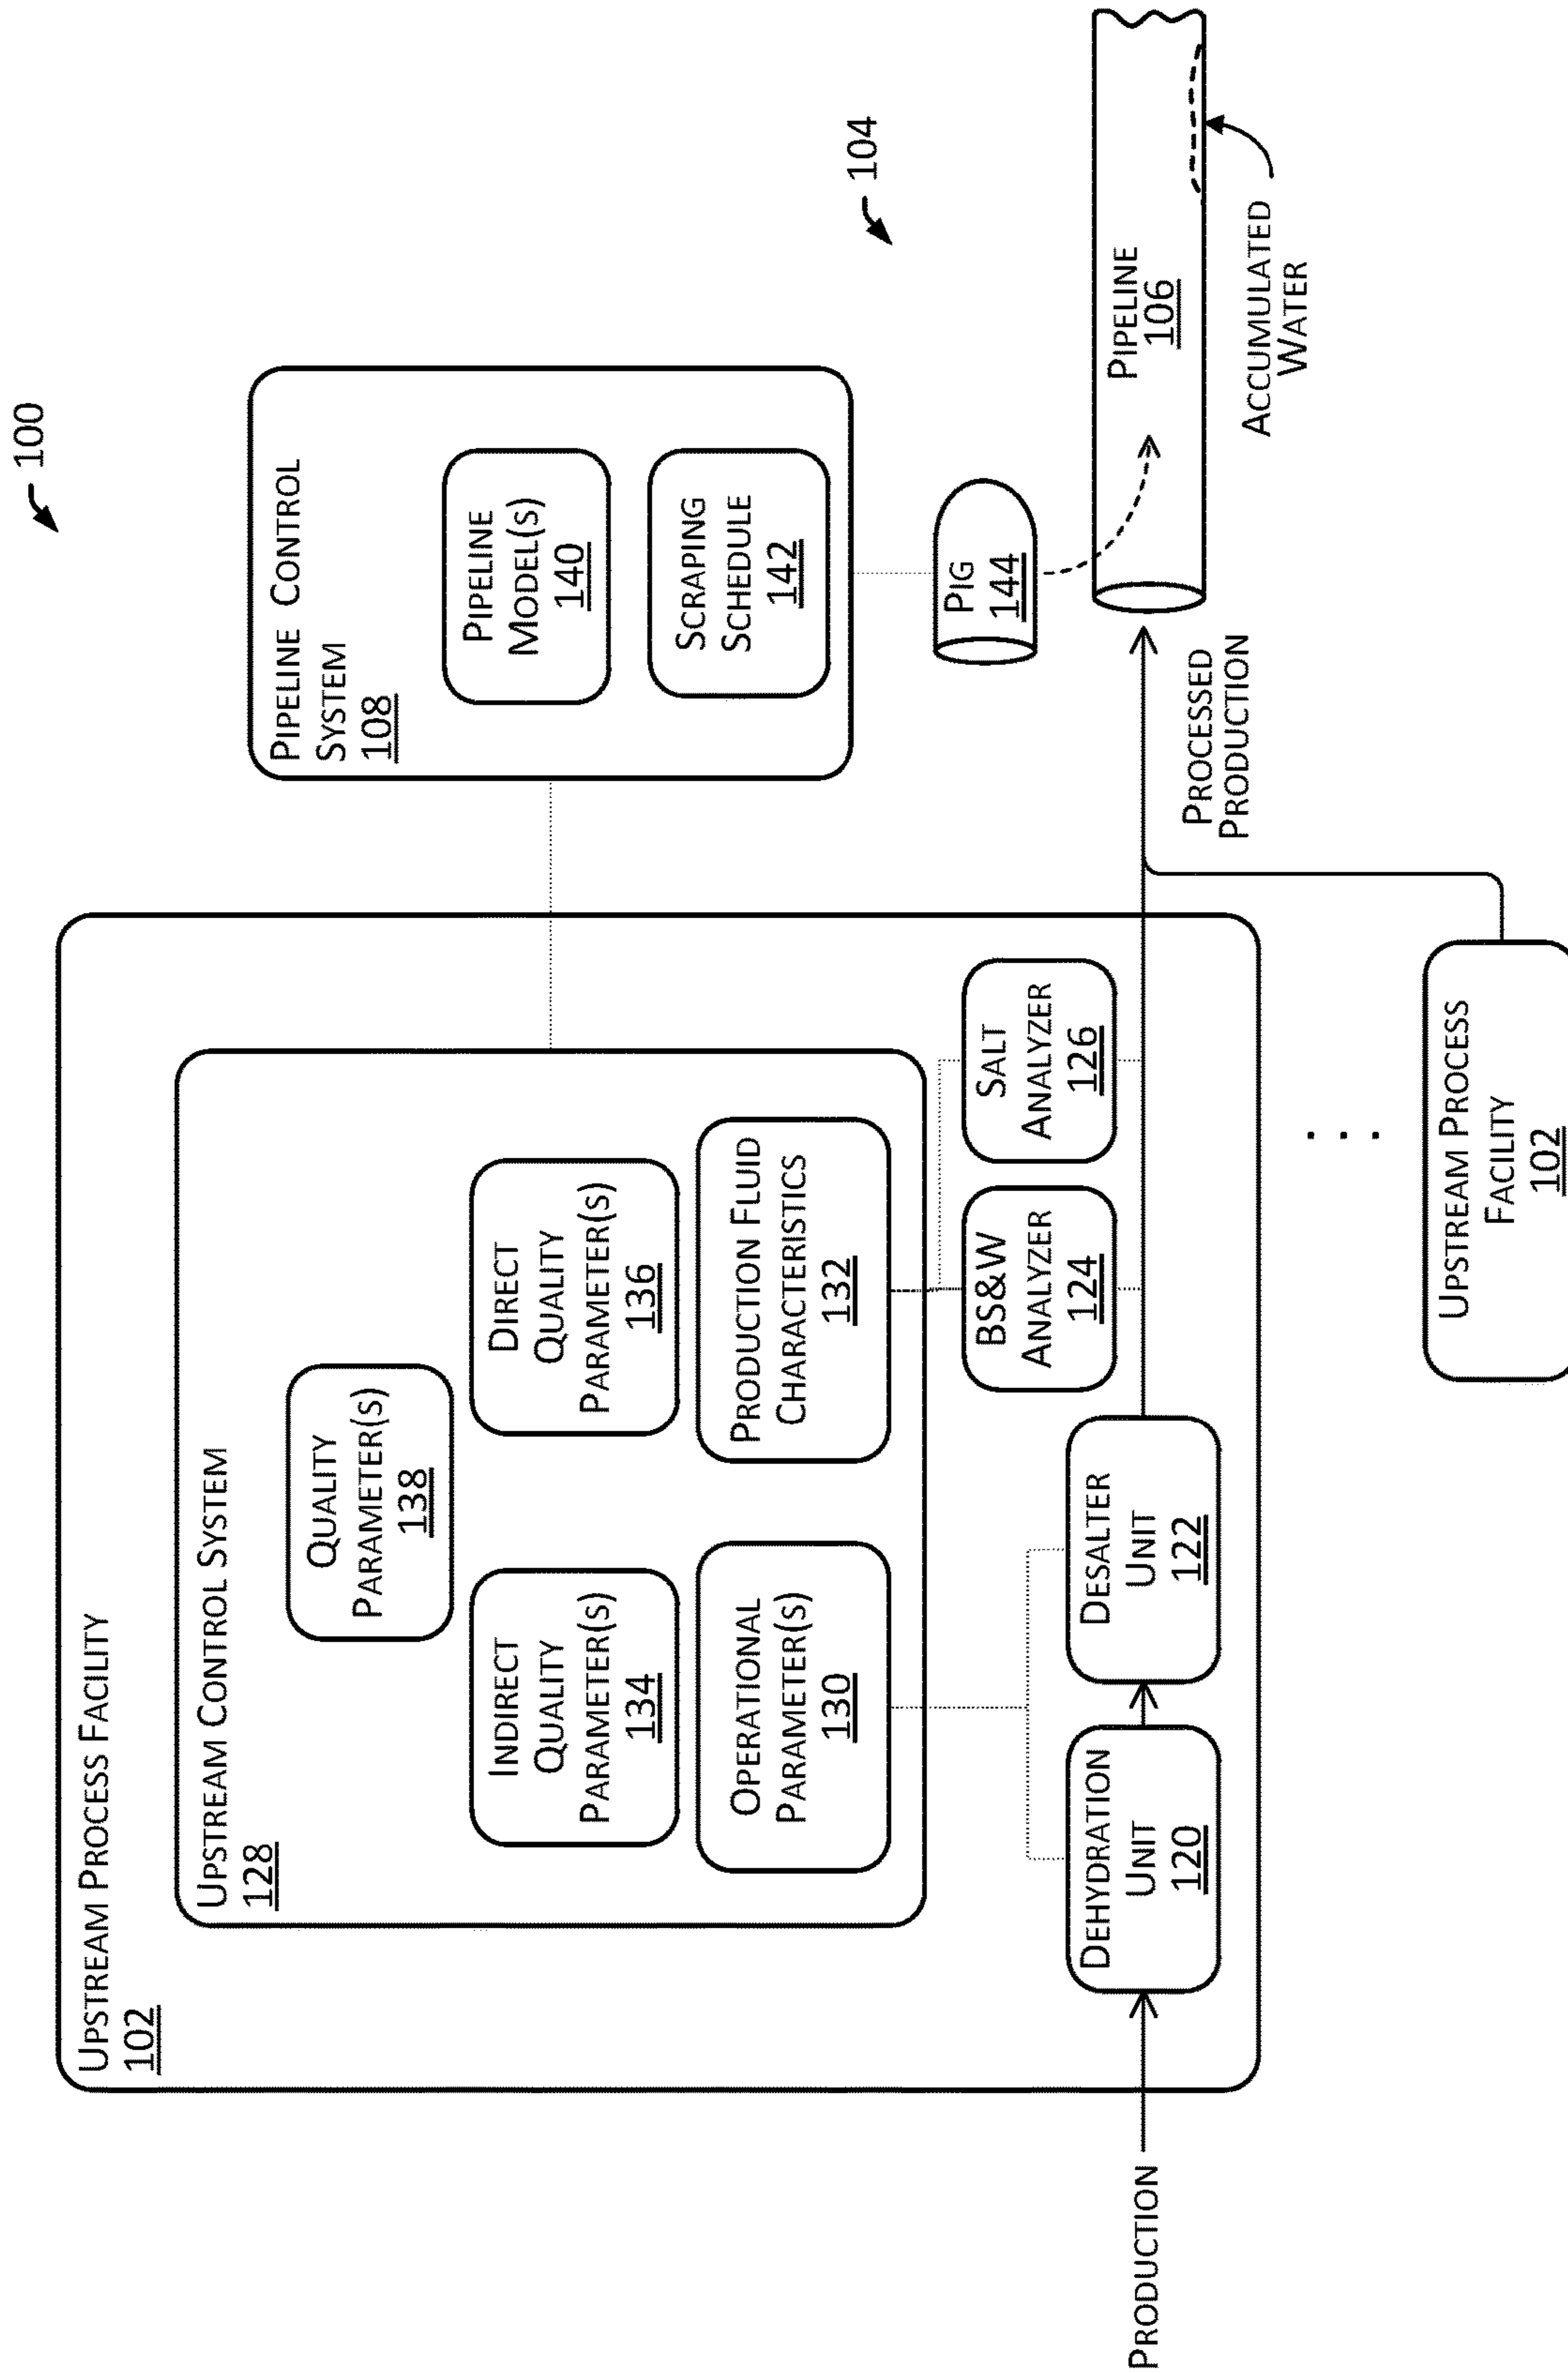 100
UPSTREAM PROCESS FACILITY
102
UPSTREAM CONTROL SYSTEM
128
QUALITY
PARAMETER(S)
138
INDIRECT
QUALITY
PARAMETER(S)
134
DIRECT
QUALITY
PARAMETER(S)
136
OPERATIONAL
PARAMETER(S)
130
PRODUCTION FLUID
CHARACTERISTICS
132
PIPELINE CONTROL
SYSTEM
108
PIPELINE
MODEL(S)
140
SCRAPING
SCHEDULE
142
104
PIG
144
BS&W
ANALYZER
124
SALT
ANALYZER
126
PRODUCTION
DEHYDRATION
UNIT
120
DESALTER
UNIT
122
PROCESSED
PRODUCTION
PIPELINE
106
ACCUMULATED
WATER
. . .
UPSTREAM PROCESS
FACILITY
102